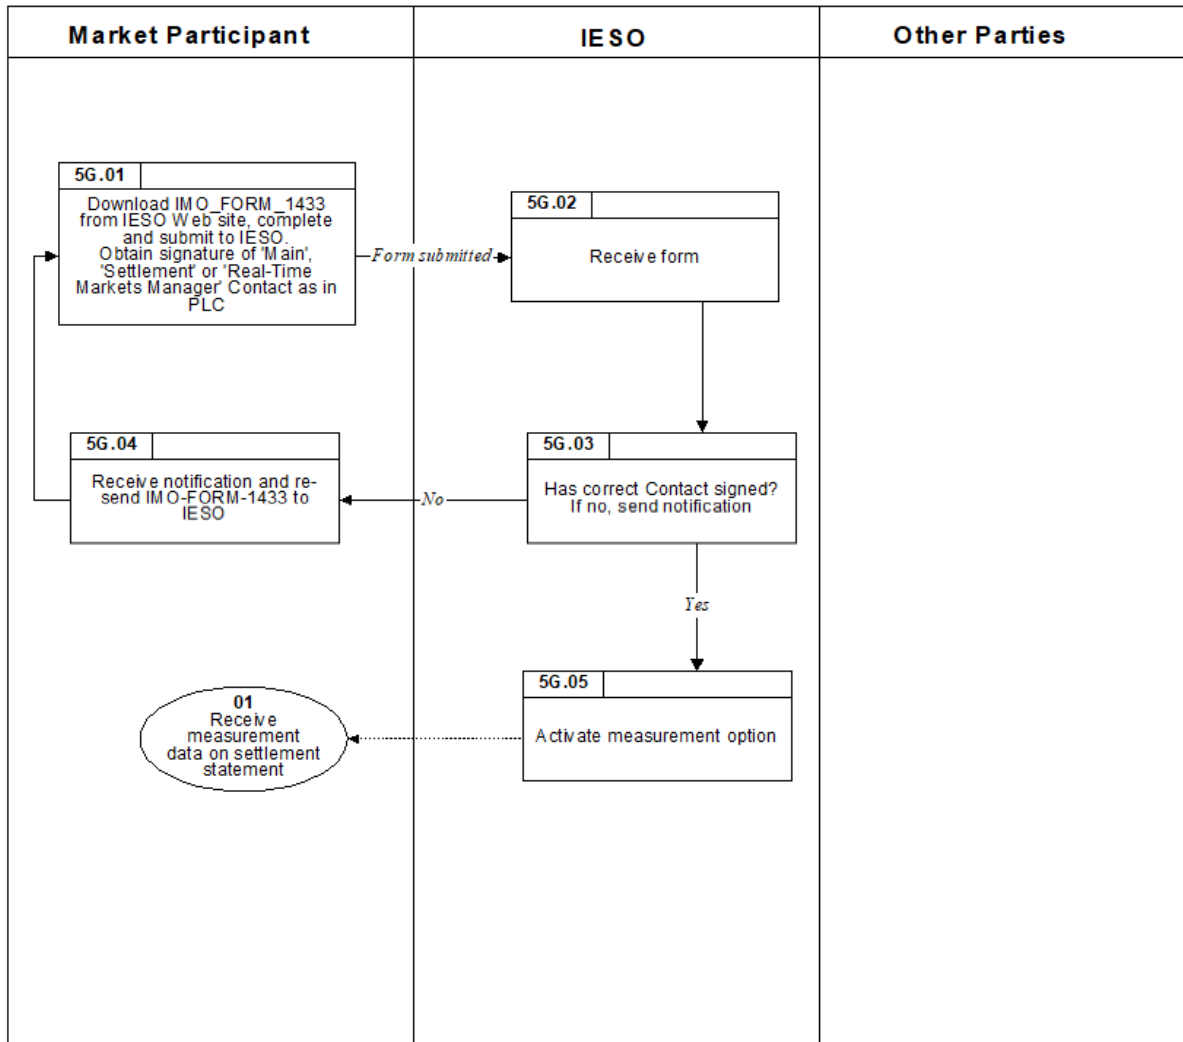 Market Participant
IESO
Other Parties
5G.01
Download IMO_FORM_1433
from IESO Web site, complete
and submit to IESO.
Obtain signature of 'Main',
'Settlement' or 'Real-Time
Markets Manager' Contact as in
PLC
Form submitted
5G.02
Receive form
5G.04
Receive notification and re-
send IMO-FORM-1433 to
IESO
No
5G.03
Has correct Contact signed?
If no, send notification
Yes
01
Receive
measurement
data on settlement
statement
5G.05
Activate measurement option